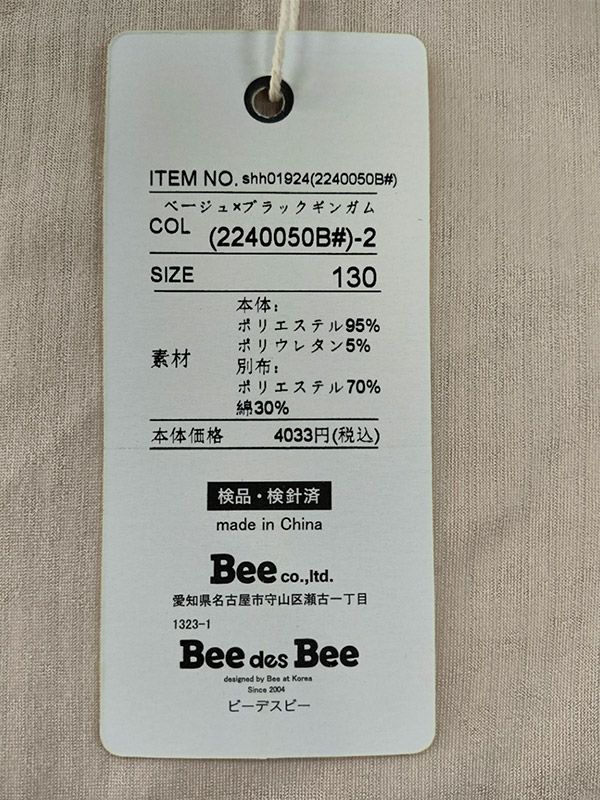 ITEM NO. shh01924(2240050B#)
ベージュ×ブラックギンガム
COL (2240050B#)-2
SIZE 130
本体:
ポリエステル95%
ポリウレタン5%
素材
別布:
ポリエステル70%
綿30%
本体価格 4033円(税込)
検品・検針済
made in China
Bee co.,ltd.
愛知県名古屋市守山区瀬古一丁目
1323-1
Bee des Bee
designed by Bee at Korea
Since 2004
ビーデスビー